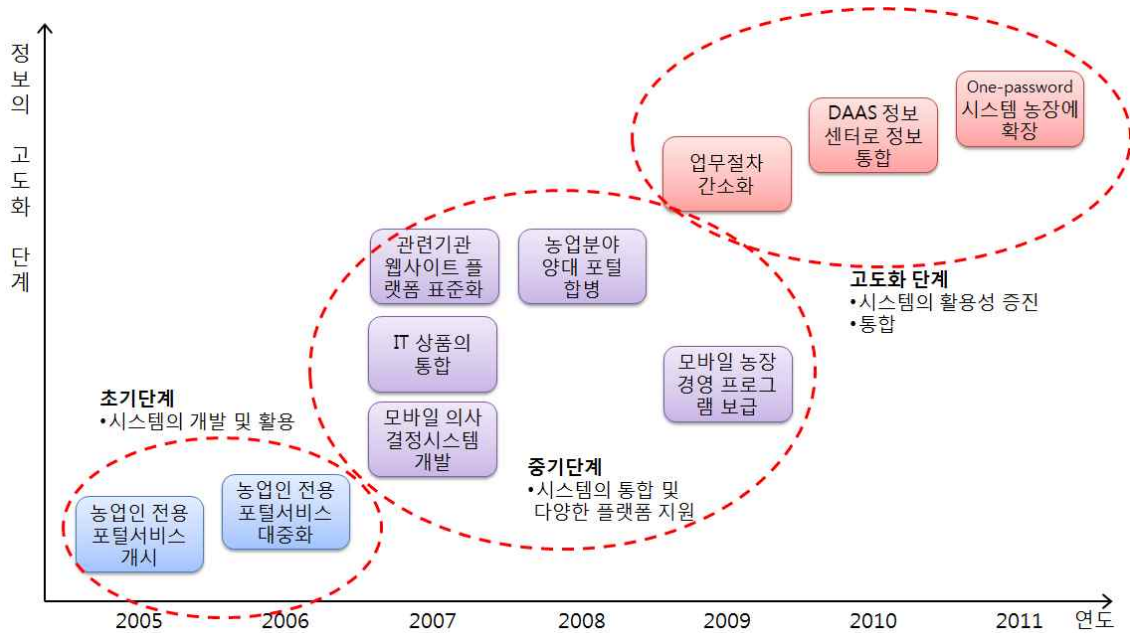 정보의 고도화 단계
One-password
시스템 농장에
확장
DAAS 정보
센터로 정보
통합
업무절차
간소화
고도화 단계
•시스템의 활용성 증진
•통합
관련기관
웹사이트 플
랫폼 표준화
농업분야
양대 포털
합병
IT 상품의
통합
모바일 농장
경영 프로그
램 보급
모바일 의사
결정시스템
개발
중기단계
•시스템의 통합 및
다양한 플랫폼 지원
초기단계
•시스템의 개발 및 활용
농업인 전용
포털서비스
개시
농업인 전용
포털서비스
대중화
2005 2006 2007 2008 2009 2010 2011 연도